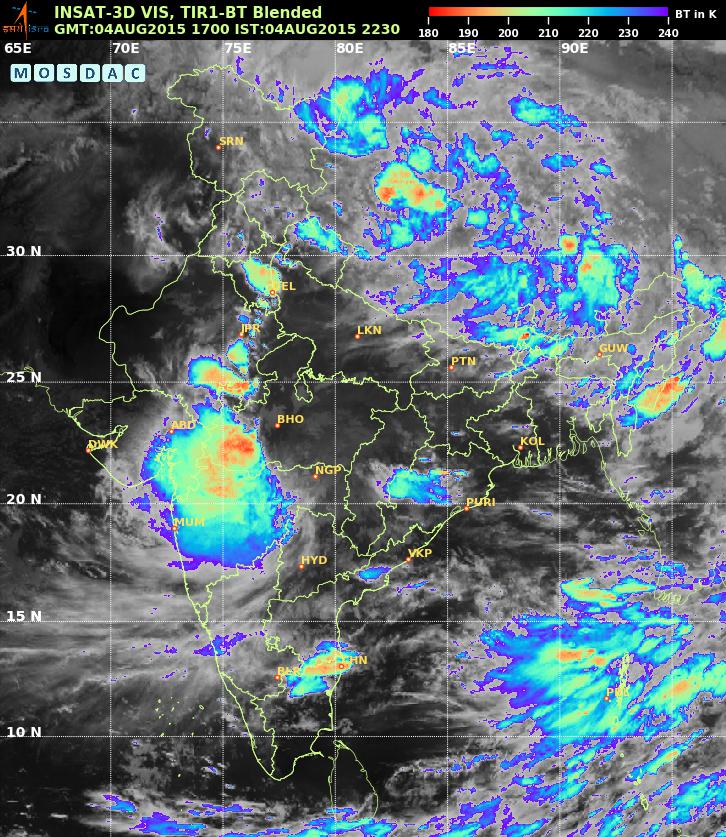 INSAT-3D VIS, TIR1-BT Blended
GMT:04AUG2015 1700 IST:04AUG2015 2230
BT in K
180 190 200 210 220 230 240
65E 70E 75E 80E 85E 90E
MOSDAC
SRN
30 N
DEL
JPR
LKN
GUW
PTN
25 N
ABD
BHO
DWK
KOL
NGP
20 N
PURI
MUM
VKP
HYD
15 N
BLR
CHN
PBL
10 N